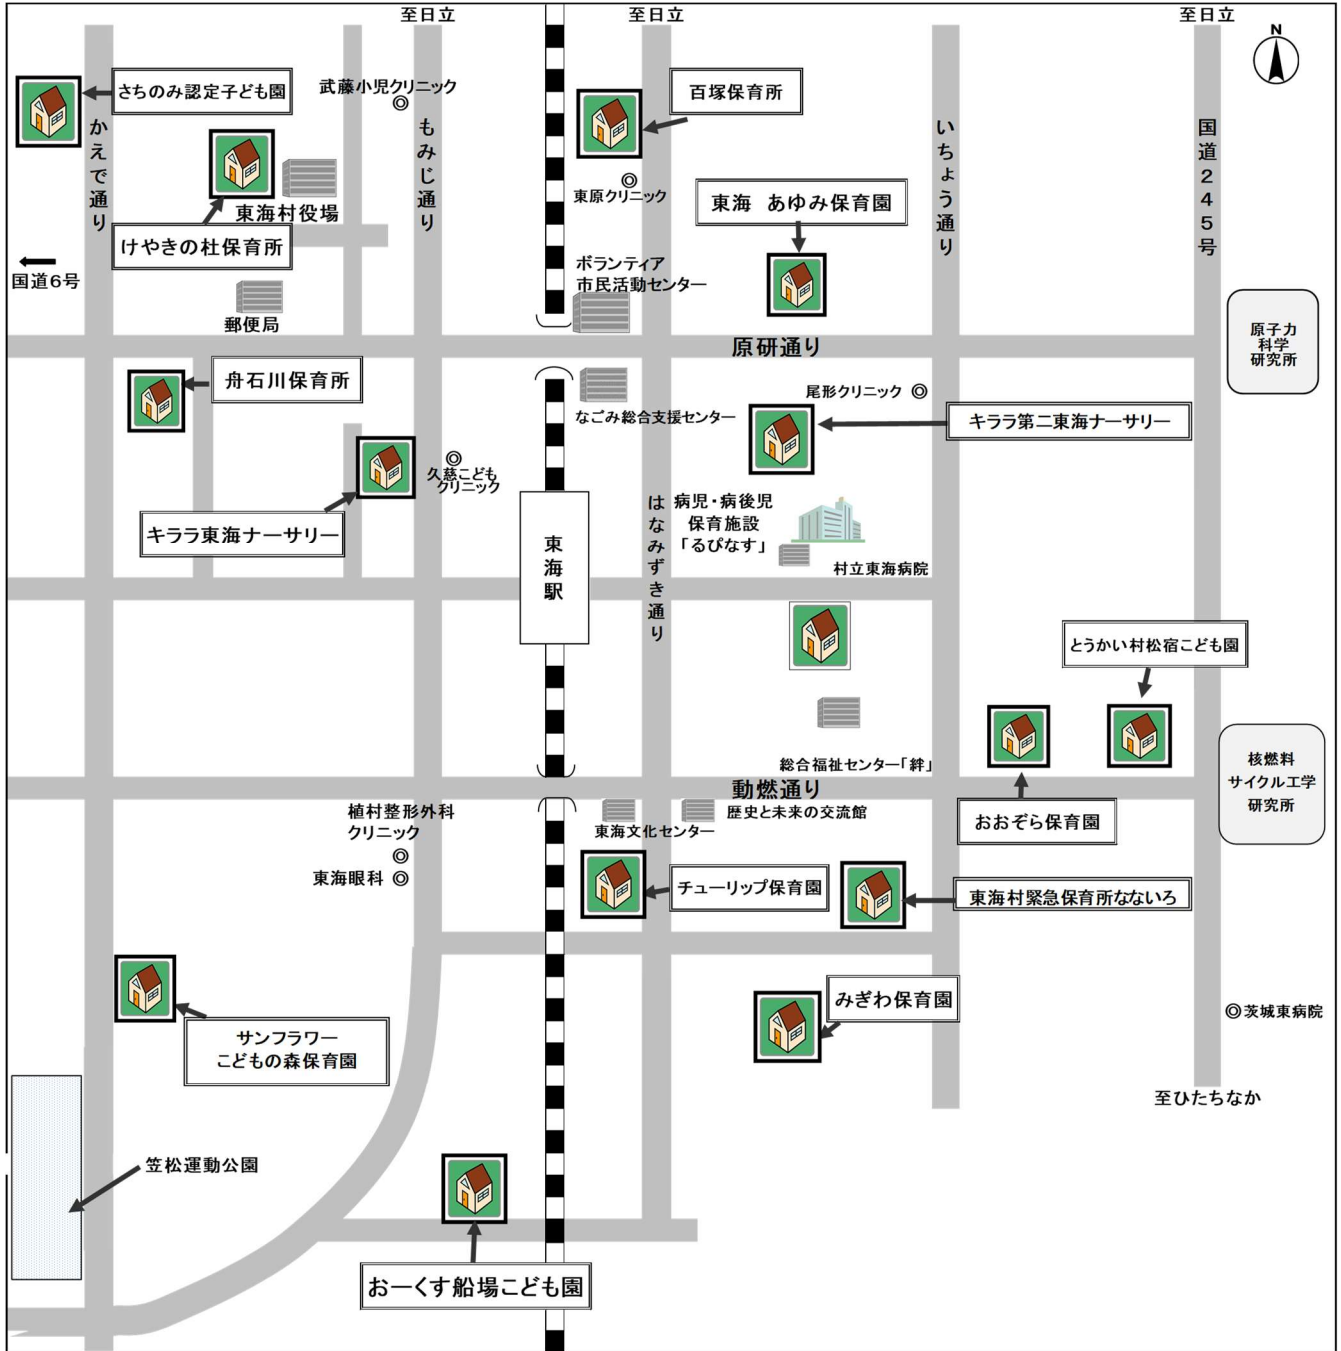 至日立
至日立
至日立
N
さちのみ認定子ども園
武藤小児クリニック
百塚保育所
かえで通り
もみじ通り
いちょう通り
国道245号
東海村役場
東原クリニック
東海 あゆみ保育園
けやきの杜保育所
国道6号
ボランティア
市民活動センター
郵便局
原研通り
原子力
科学
研究所
舟石川保育所
なごみ総合支援センター
尾形クリニック
キララ第二東海ナーサリー
久慈こども
クリニック
キララ東海ナーサリー
東海駅
はなみずき通り
病児・病後児
保育施設
「るぴなす」
村立東海病院
とうかい村松宿こども園
総合福祉センター「絆」
動燃通り
核燃料
サイクル工学
研究所
植村整形外科
クリニック
東海文化センター
歴史と未来の交流館
おおぞら保育園
東海眼科
チューリップ保育園
東海村緊急保育所なないろ
みぎわ保育園
茨城東病院
サンフラワー
こどもの森保育園
至ひたちなか
笠松運動公園
おーくす船場こども園